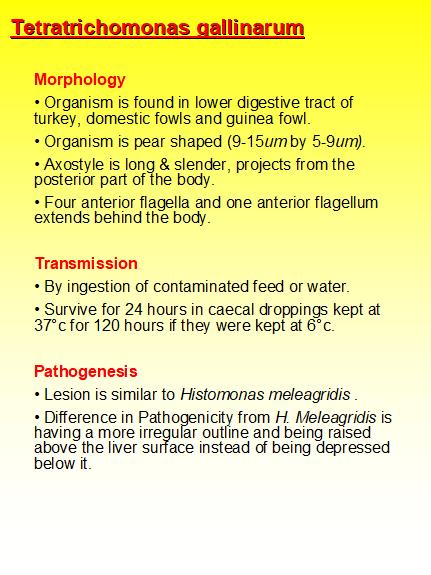 Tetratrichomonas gallinarum
Morphology
• Organism is found in lower digestive tract of
turkey, domestic fowls and guinea fowl.
• Organism is pear shaped (9-15um by 5-9um).
• Axostyle is long & slender, projects from the
posterior part of the body.
• Four anterior flagella and one anterior flagellum
extends behind the body.
Transmission
• By ingestion of contaminated feed or water.
• Survive for 24 hours in caecal droppings kept at
37°c for 120 hours if they were kept at 6°c.
Pathogenesis
• Lesion is similar to Histomonas meleagridis .
• Difference in Pathogenicity from H. Meleagridis is
having a more irregular outline and being raised
above the liver surface instead of being depressed
below it.